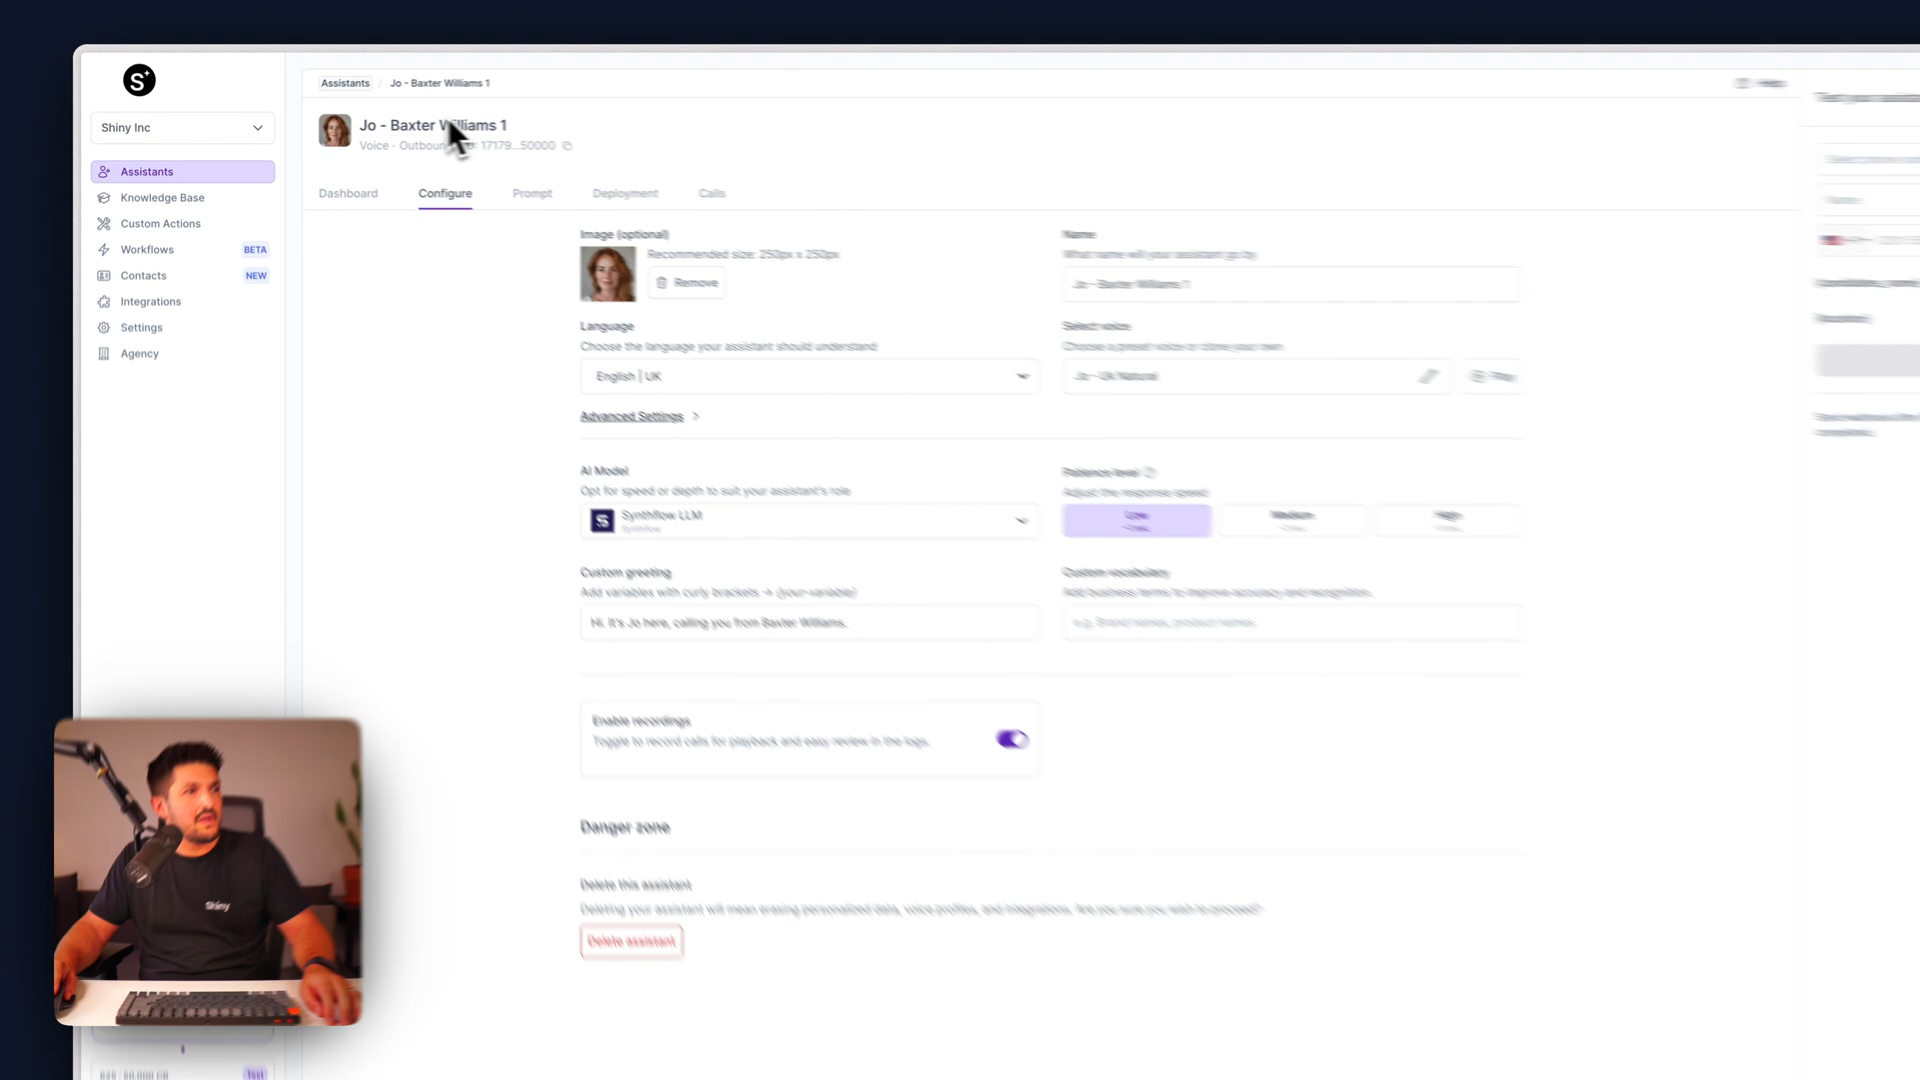 S+
Shiny Inc
Assistants
Knowledge Base
Custom Actions
Workflows BETA
Contacts NEW
Integrations
Settings
Agency
Assistants / Jo - Baxter Williams 1
Jo - Baxter Williams 1
Voice - Outbound 17179...50000
Dashboard Configure Prompt Deployment Calls
Image (optional)
Recommended size: 250px x 250px
Remove
Name
What name will your assistant go by
Jo - Baxter Williams 1
Language
Choose the language your assistant should understand
English | UK
Select voice
Choose a preset voice or clone your own
Jo - UK Natural
Play
Advanced Settings >
AI Model
Opt for speed or depth to suit your assistant's role
Synthflow LLM
Synthflow
Patience level
Adjust the response speed
Low Medium High
Custom greeting
Add variables with curly brackets → {your-variable}
Hi. It's Jo here, calling you from Baxter Williams.
Custom vocabulary
Add business terms to improve accuracy and recognition.
e.g. Brand names, product names,
Enable recordings
Toggle to record calls for playback and easy review in the logs.
Danger zone
Delete this assistant
Deleting your assistant will mean erasing personalized data, voice profiles, and integrations. Are you sure you wish to proceed?
Delete assistant
Shiny